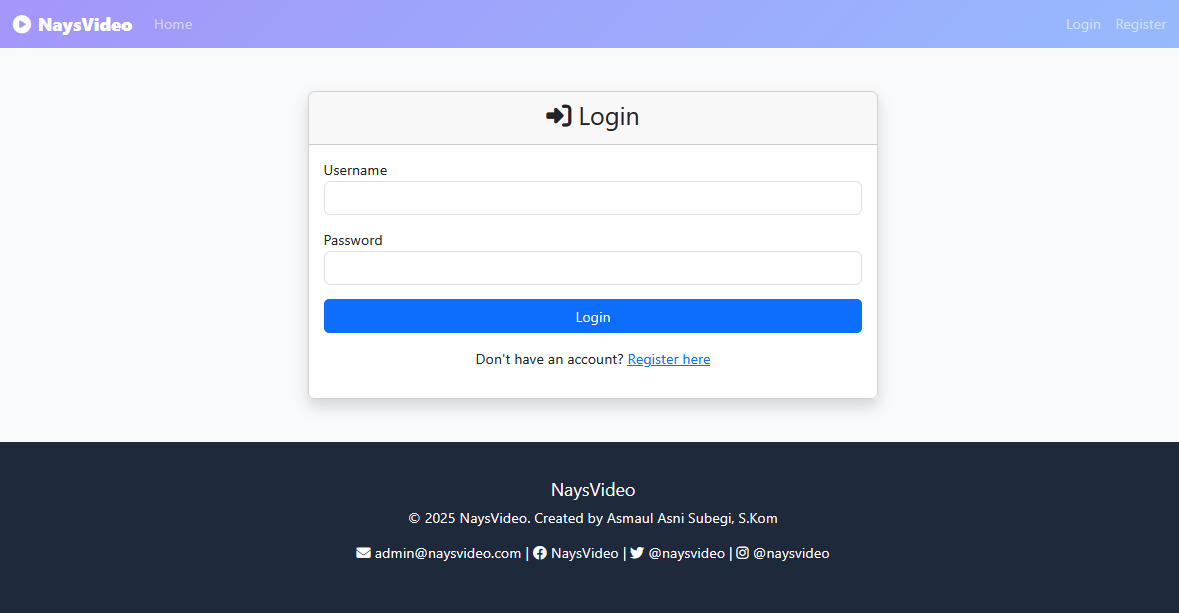 NaysVideo Home Login Register
Login
Username
Password
Login
Don't have an account? Register here
NaysVideo
© 2025 NaysVideo. Created by Asmaul Asni Subegi, S.Kom
admin@naysvideo.com | NaysVideo | @naysvideo | @naysvideo